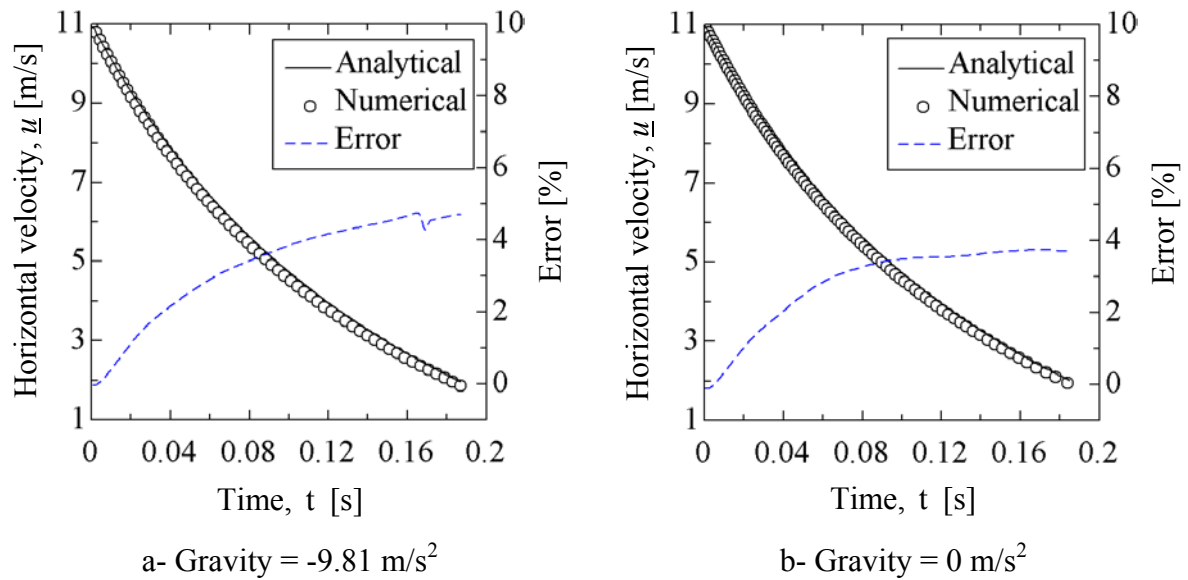 Horizontal velocity, u [m/s]
11
9
7
5
3
1
Analytical
Numerical
Error
10
8
6
4
2
0
Error [%]
0 0.04 0.08 0.12 0.16 0.2
Time, t [s]
a- Gravity = -9.81 m/s²
Horizontal velocity, u [m/s]
11
9
7
5
3
1
Analytical
Numerical
Error
10
8
6
4
2
0
Error [%]
0 0.04 0.08 0.12 0.16 0.2
Time, t [s]
b- Gravity = 0 m/s²